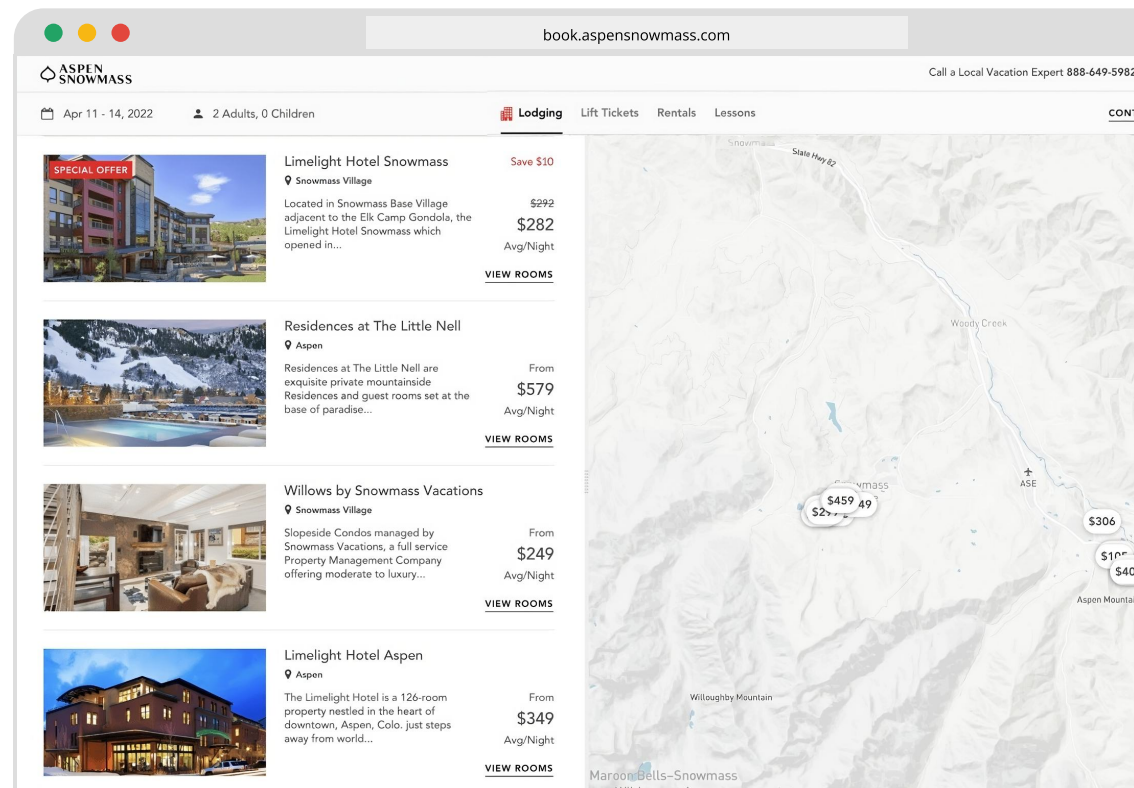 book.aspensnowmass.com
ASPEN
SNOWMASS
Call a Local Vacation Expert 888-649-5982
Apr 11 - 14, 2022
2 Adults, 0 Children
Lodging
Lift Tickets
Rentals
Lessons
SPECIAL OFFER
Limelight Hotel Snowmass
Save $10
Snowmass Village
Located in Snowmass Base Village
adjacent to the Elk Camp Gondola, the
Limelight Hotel Snowmass which
opened in...
$292
$282
Avg/Night
VIEW ROOMS
Residences at The Little Nell
Aspen
Residences at The Little Nell are
exquisite private mountainside
Residences and guest rooms set at the
base of paradise...
From
$579
Avg/Night
VIEW ROOMS
Willows by Snowmass Vacations
Snowmass Village
Slopeside Condos managed by
Snowmass Vacations, a full service
Property Management Company
offering moderate to luxury...
From
$249
Avg/Night
VIEW ROOMS
Limelight Hotel Aspen
Aspen
The Limelight Hotel is a 126-room
property nestled in the heart of
downtown, Aspen, Colo. just steps
away from world...
From
$349
Avg/Night
VIEW ROOMS
Snowmass
State Hwy 82
Woody Creek
ASE
Snowmass
$459
$306
Aspen Mountai
Willoughby Mountain
Maroon Bells–Snowmass